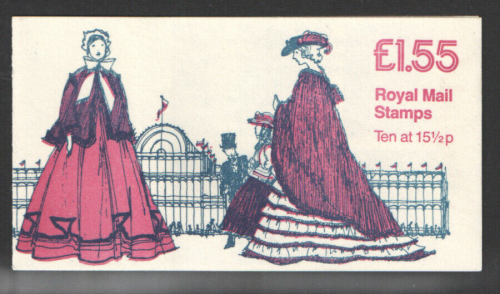 £1.55
Royal Mail
Stamps
Ten at 15½p